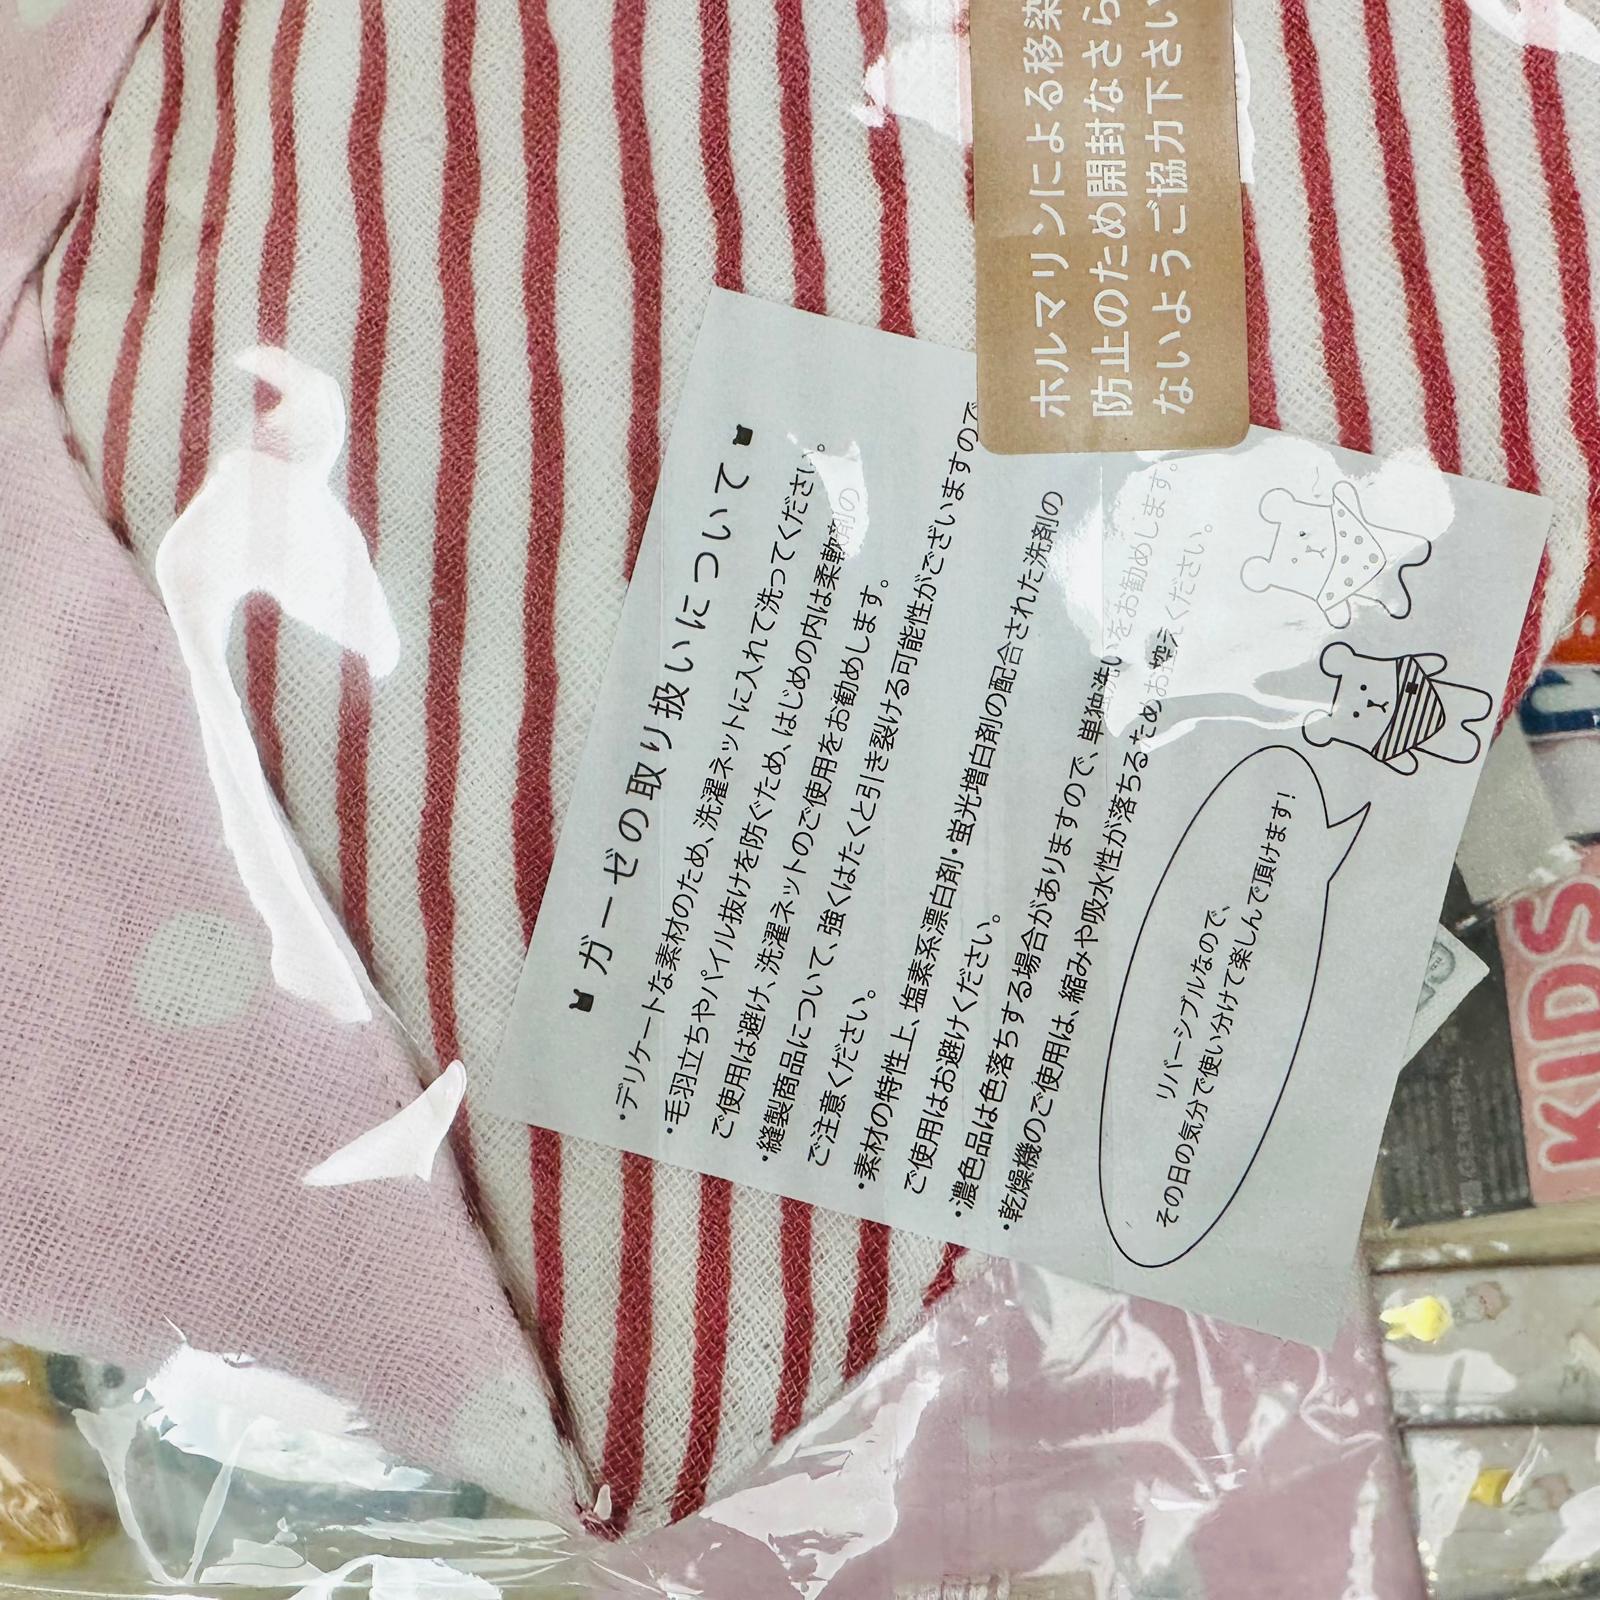 ホルマリンによる移染
防止のため開封なさら
ないようご協力下さい
ガーゼの取り扱いについて
・デリケートな素材のため、洗濯ネットに入れて洗ってください。
・毛羽立ちやパイル抜けを防ぐため、はじめの内は柔軟剤の
ご使用は避け、洗濯ネットのご使用をお勧めします。
・縫製商品について、強くはたくと引き裂ける可能性がございますので
ご注意ください。
・素材の特性上、塩素系漂白剤・蛍光増白剤の配合された洗剤の
ご使用はお避けください。
・濃色品は色落ちする場合がありますので、単独洗いをお勧めします。
・乾燥機のご使用は、縮みや吸水性が落ちるためお控えください。
リバーシブルなので、
その日の気分で使い分けて楽しんで頂けます!
KIDS